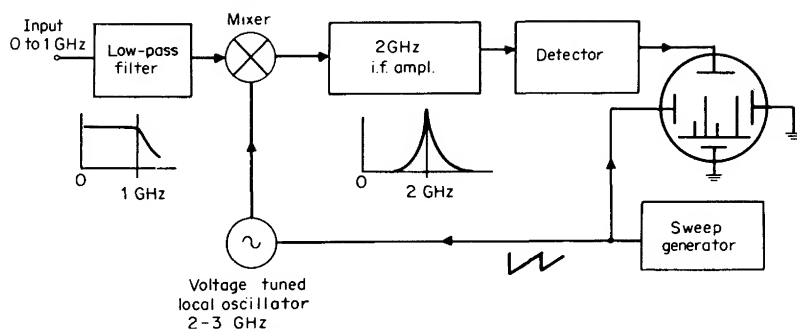 Input
0 to 1 GHz
Low-pass
filter
Mixer
2GHz
i.f. ampl.
Detector
0
1 GHz
0
2 GHz
Voltage tuned
local oscillator
2-3 GHz
Sweep
generator